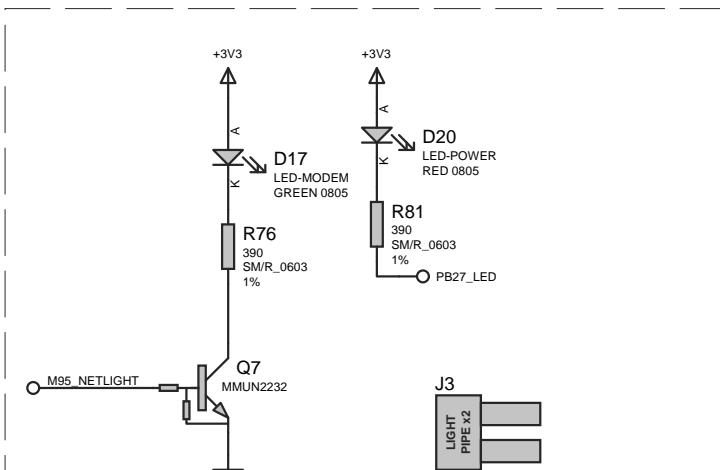 +3V3
+3V3
A
A
D17
LED-MODEM
GREEN 0805
K
D20
LED-POWER
RED 0805
K
R76
390
SM/R_0603
1%
R81
390
SM/R_0603
1%
PB27_LED
M95_NETLIGHT
Q7
MMUN2232
J3
LIGHT
PIPE x2